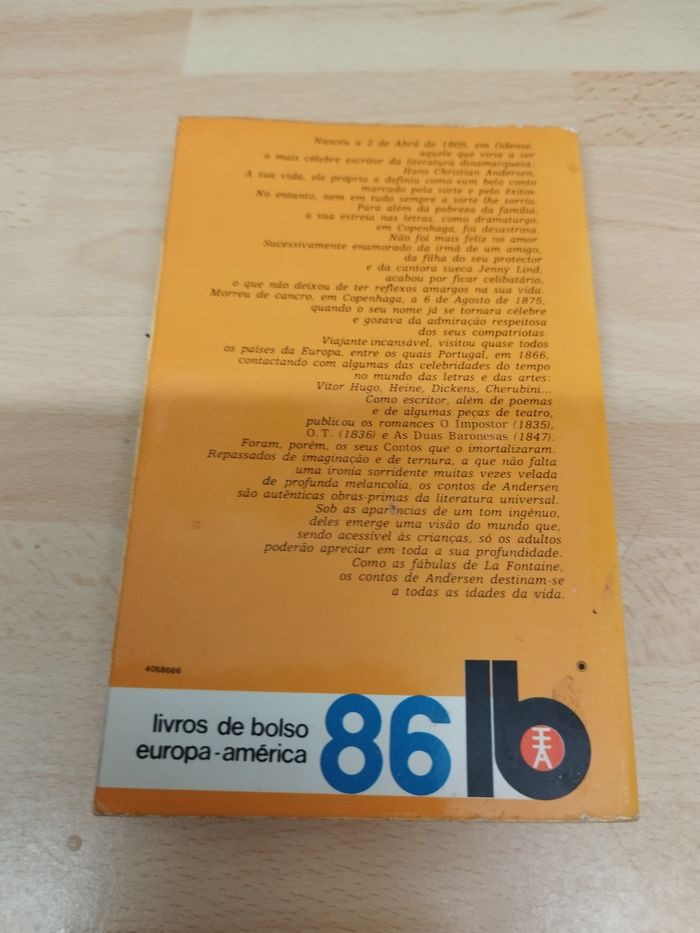 Nasceu a 2 de Abril de 1805, em Odense,
aquele que viria a ser
o mais célebre escritor da literatura dinamarquesa:
Hans Christian Andersen.
A sua vida, ele próprio a definiu como «um belo conto
marcado pela sorte e pelo êxito».
No entanto, nem em tudo sempre a sorte lhe sorriu.
Para além da pobreza da família,
a sua estreia nas letras, como dramaturgo,
em Copenhaga, foi desastrosa.
Não foi mais feliz no amor.
Sucessivamente enamorado da irmã de um amigo,
da filha do seu protector
e da cantora sueca Jenny Lind,
acabou por ficar celibatário,
o que não deixou de ter reflexos amargos na sua vida.
Morreu de cancro, em Copenhaga, a 6 de Agosto de 1875,
quando o seu nome já se tornara célebre
e gozava da admiração respeitosa
dos seus compatriotas.
Viajante incansável, visitou quase todos
os países da Europa, entre os quais Portugal, em 1866,
contactando com algumas das celebridades do tempo
no mundo das letras e das artes:
Vítor Hugo, Heine, Dickens, Cherubini...
Como escritor, além de poemas
e de algumas peças de teatro,
publicou os romances O Impostor (1835),
O.T. (1836) e As Duas Baronesas (1847).
Foram, porém, os seus Contos que o imortalizaram.
Repassados de imaginação e de ternura, a que não falta
uma ironia sorridente muitas vezes velada
de profunda melancolia, os contos de Andersen
são autênticas obras-primas da literatura universal.
Sob as aparências de um tom ingénuo,
deles emerge uma visão do mundo que,
sendo acessível às crianças, só os adultos
poderão apreciar em toda a sua profundidade.
Como as fábulas de La Fontaine,
os contos de Andersen destinam-se
a todas as idades da vida.
4058686
livros de bolso
europa-américa
86
lb